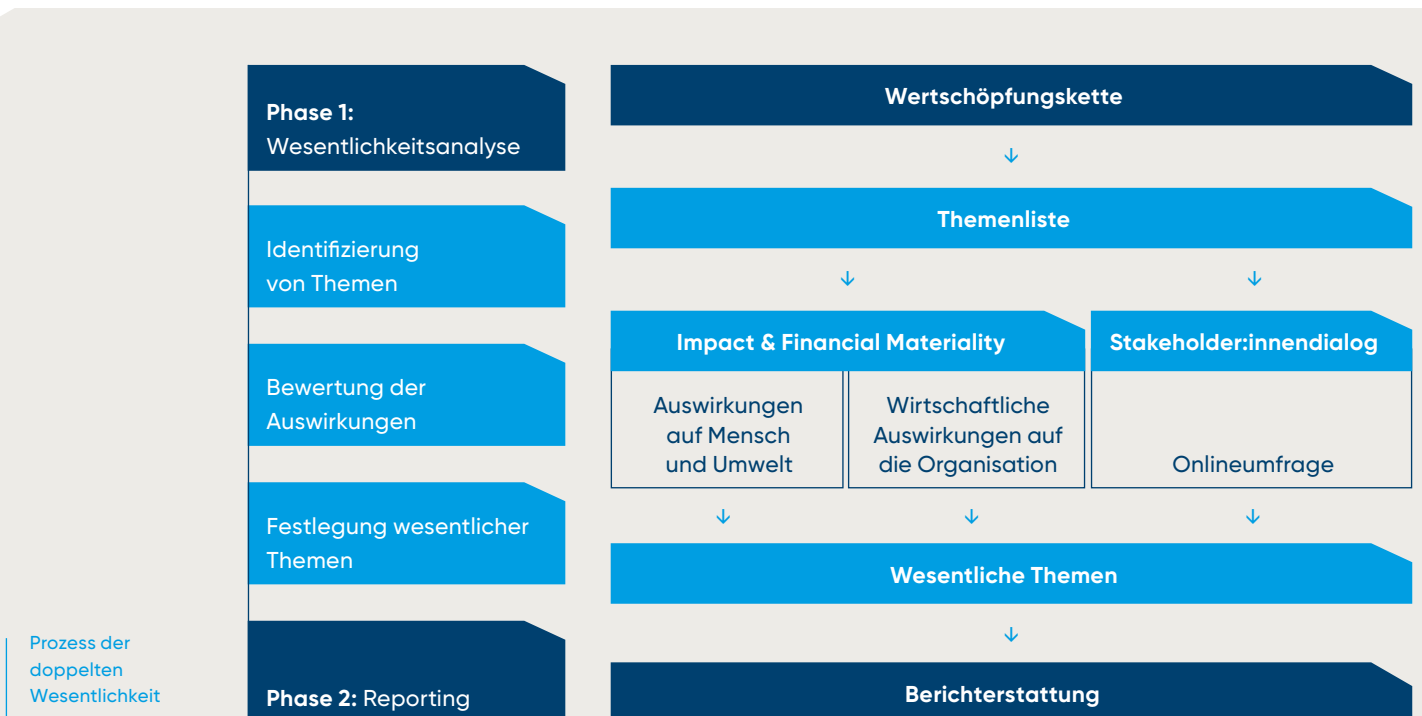 Phase 1:
Wesentlichkeitsanalyse
Identifizierung
von Themen
Bewertung der
Auswirkungen
Festlegung wesentlicher
Themen
Phase 2: Reporting
Wertschöpfungskette
↓
Themenliste
↓ ↓
Impact & Financial Materiality
Auswirkungen
auf Mensch
und Umwelt
Wirtschaftliche
Auswirkungen auf
die Organisation
Stakeholder:innendialog
Onlineumfrage
↓ ↓ ↓
Wesentliche Themen
↓
Berichterstattung
Prozess der
doppelten
Wesentlichkeit